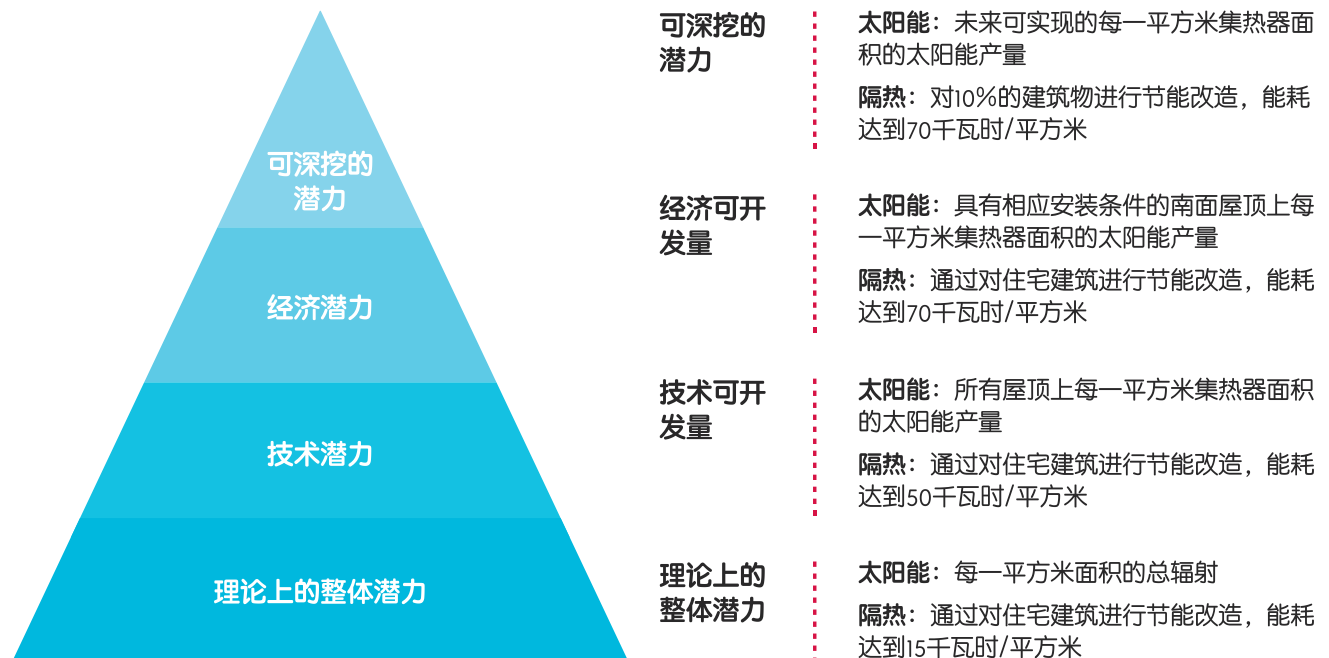 可深挖的
潜力
经济潜力
技术潜力
理论上的整体潜力
可深挖的
潜力
太阳能：未来可实现的每一平方米集热器面
积的太阳能产量
隔热：对10%的建筑物进行节能改造，能耗
达到70千瓦时/平方米
经济可开
发量
太阳能：具有相应安装条件的南面屋顶上每
一平方米集热器面积的太阳能产量
隔热：通过对住宅建筑进行节能改造，能耗
达到70千瓦时/平方米
技术可开
发量
太阳能：所有屋顶上每一平方米集热器面积
的太阳能产量
隔热：通过对住宅建筑进行节能改造，能耗
达到50千瓦时/平方米
理论上的
整体潜力
太阳能：每一平方米面积的总辐射
隔热：通过对住宅建筑进行节能改造，能耗
达到15千瓦时/平方米